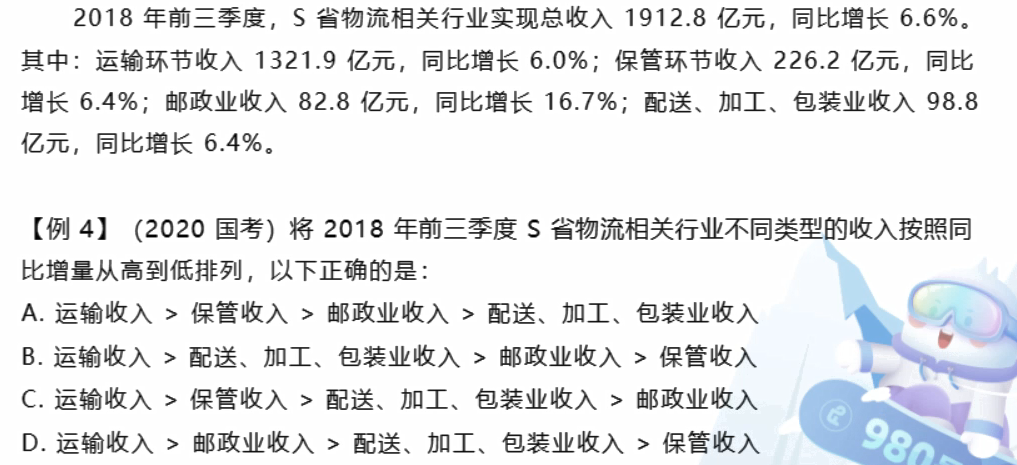 2018 年前三季度，S 省物流相关行业实现总收入 1912.8 亿元，同比增长 6.6%。
其中：运输环节收入 1321.9 亿元，同比增长 6.0%；保管环节收入 226.2 亿元，同比
增长 6.4%；邮政业收入 82.8 亿元，同比增长 16.7%；配送、加工、包装业收入 98.8
亿元，同比增长 6.4%。
【例 4】（2020 国考）将 2018 年前三季度 S 省物流相关行业不同类型的收入按照同
比增量从高到低排列，以下正确的是：
A. 运输收入 > 保管收入 > 邮政业收入 > 配送、加工、包装业收入
B. 运输收入 > 配送、加工、包装业收入 > 邮政业收入 > 保管收入
C. 运输收入 > 保管收入 > 配送、加工、包装业收入 > 邮政业收入
D. 运输收入 > 邮政业收入 > 配送、加工、包装业收入 > 保管收入